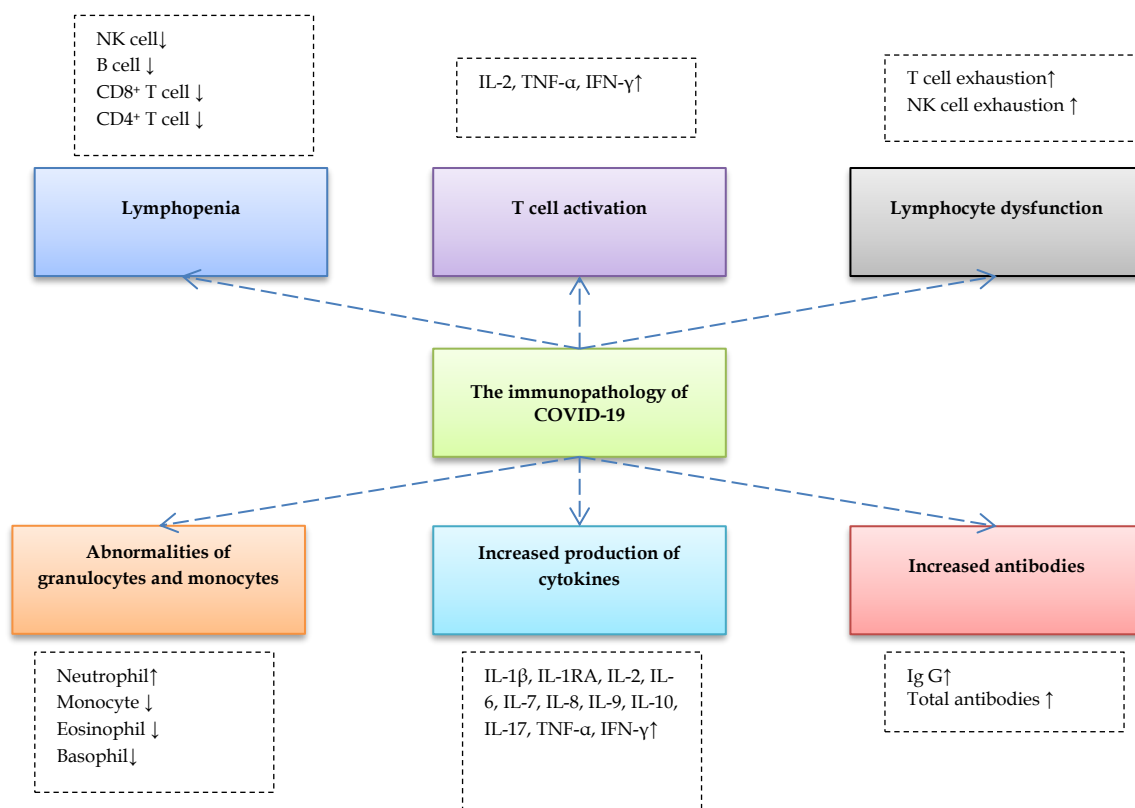 NK cell↓
B cell ↓
CD8⁺ T cell ↓
CD4⁺ T cell ↓
IL-2, TNF-α, IFN-γ↑
T cell exhaustion↑
NK cell exhaustion ↑
Lymphopenia
T cell activation
Lymphocyte dysfunction
The immunopathology of
COVID-19
Abnormalities of
granulocytes and monocytes
Increased production of
cytokines
Increased antibodies
Neutrophil↑
Monocyte ↓
Eosinophil ↓
Basophil↓
IL-1β, IL-1RA, IL-2, IL-
6, IL-7, IL-8, IL-9, IL-10,
IL-17, TNF-α, IFN-γ↑
Ig G↑
Total antibodies ↑